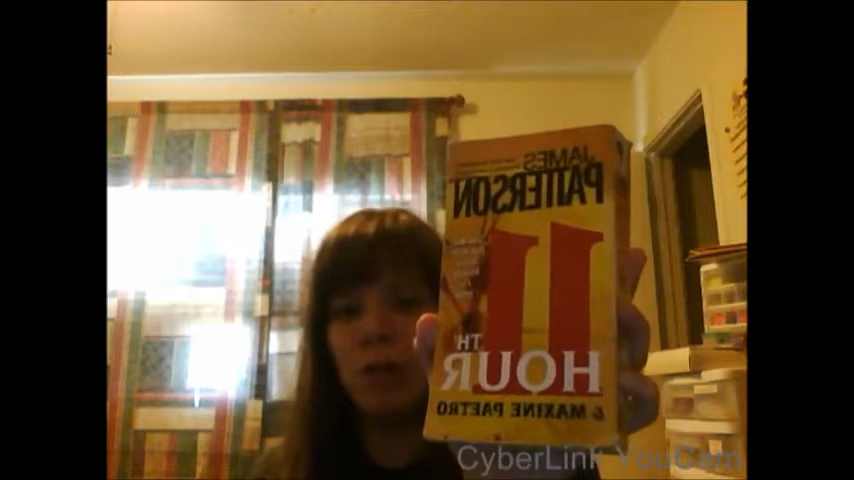 JAMES
PATTERSON
11
TH
HOUR
& MAXINE PAETRO
CyberLink YouCam